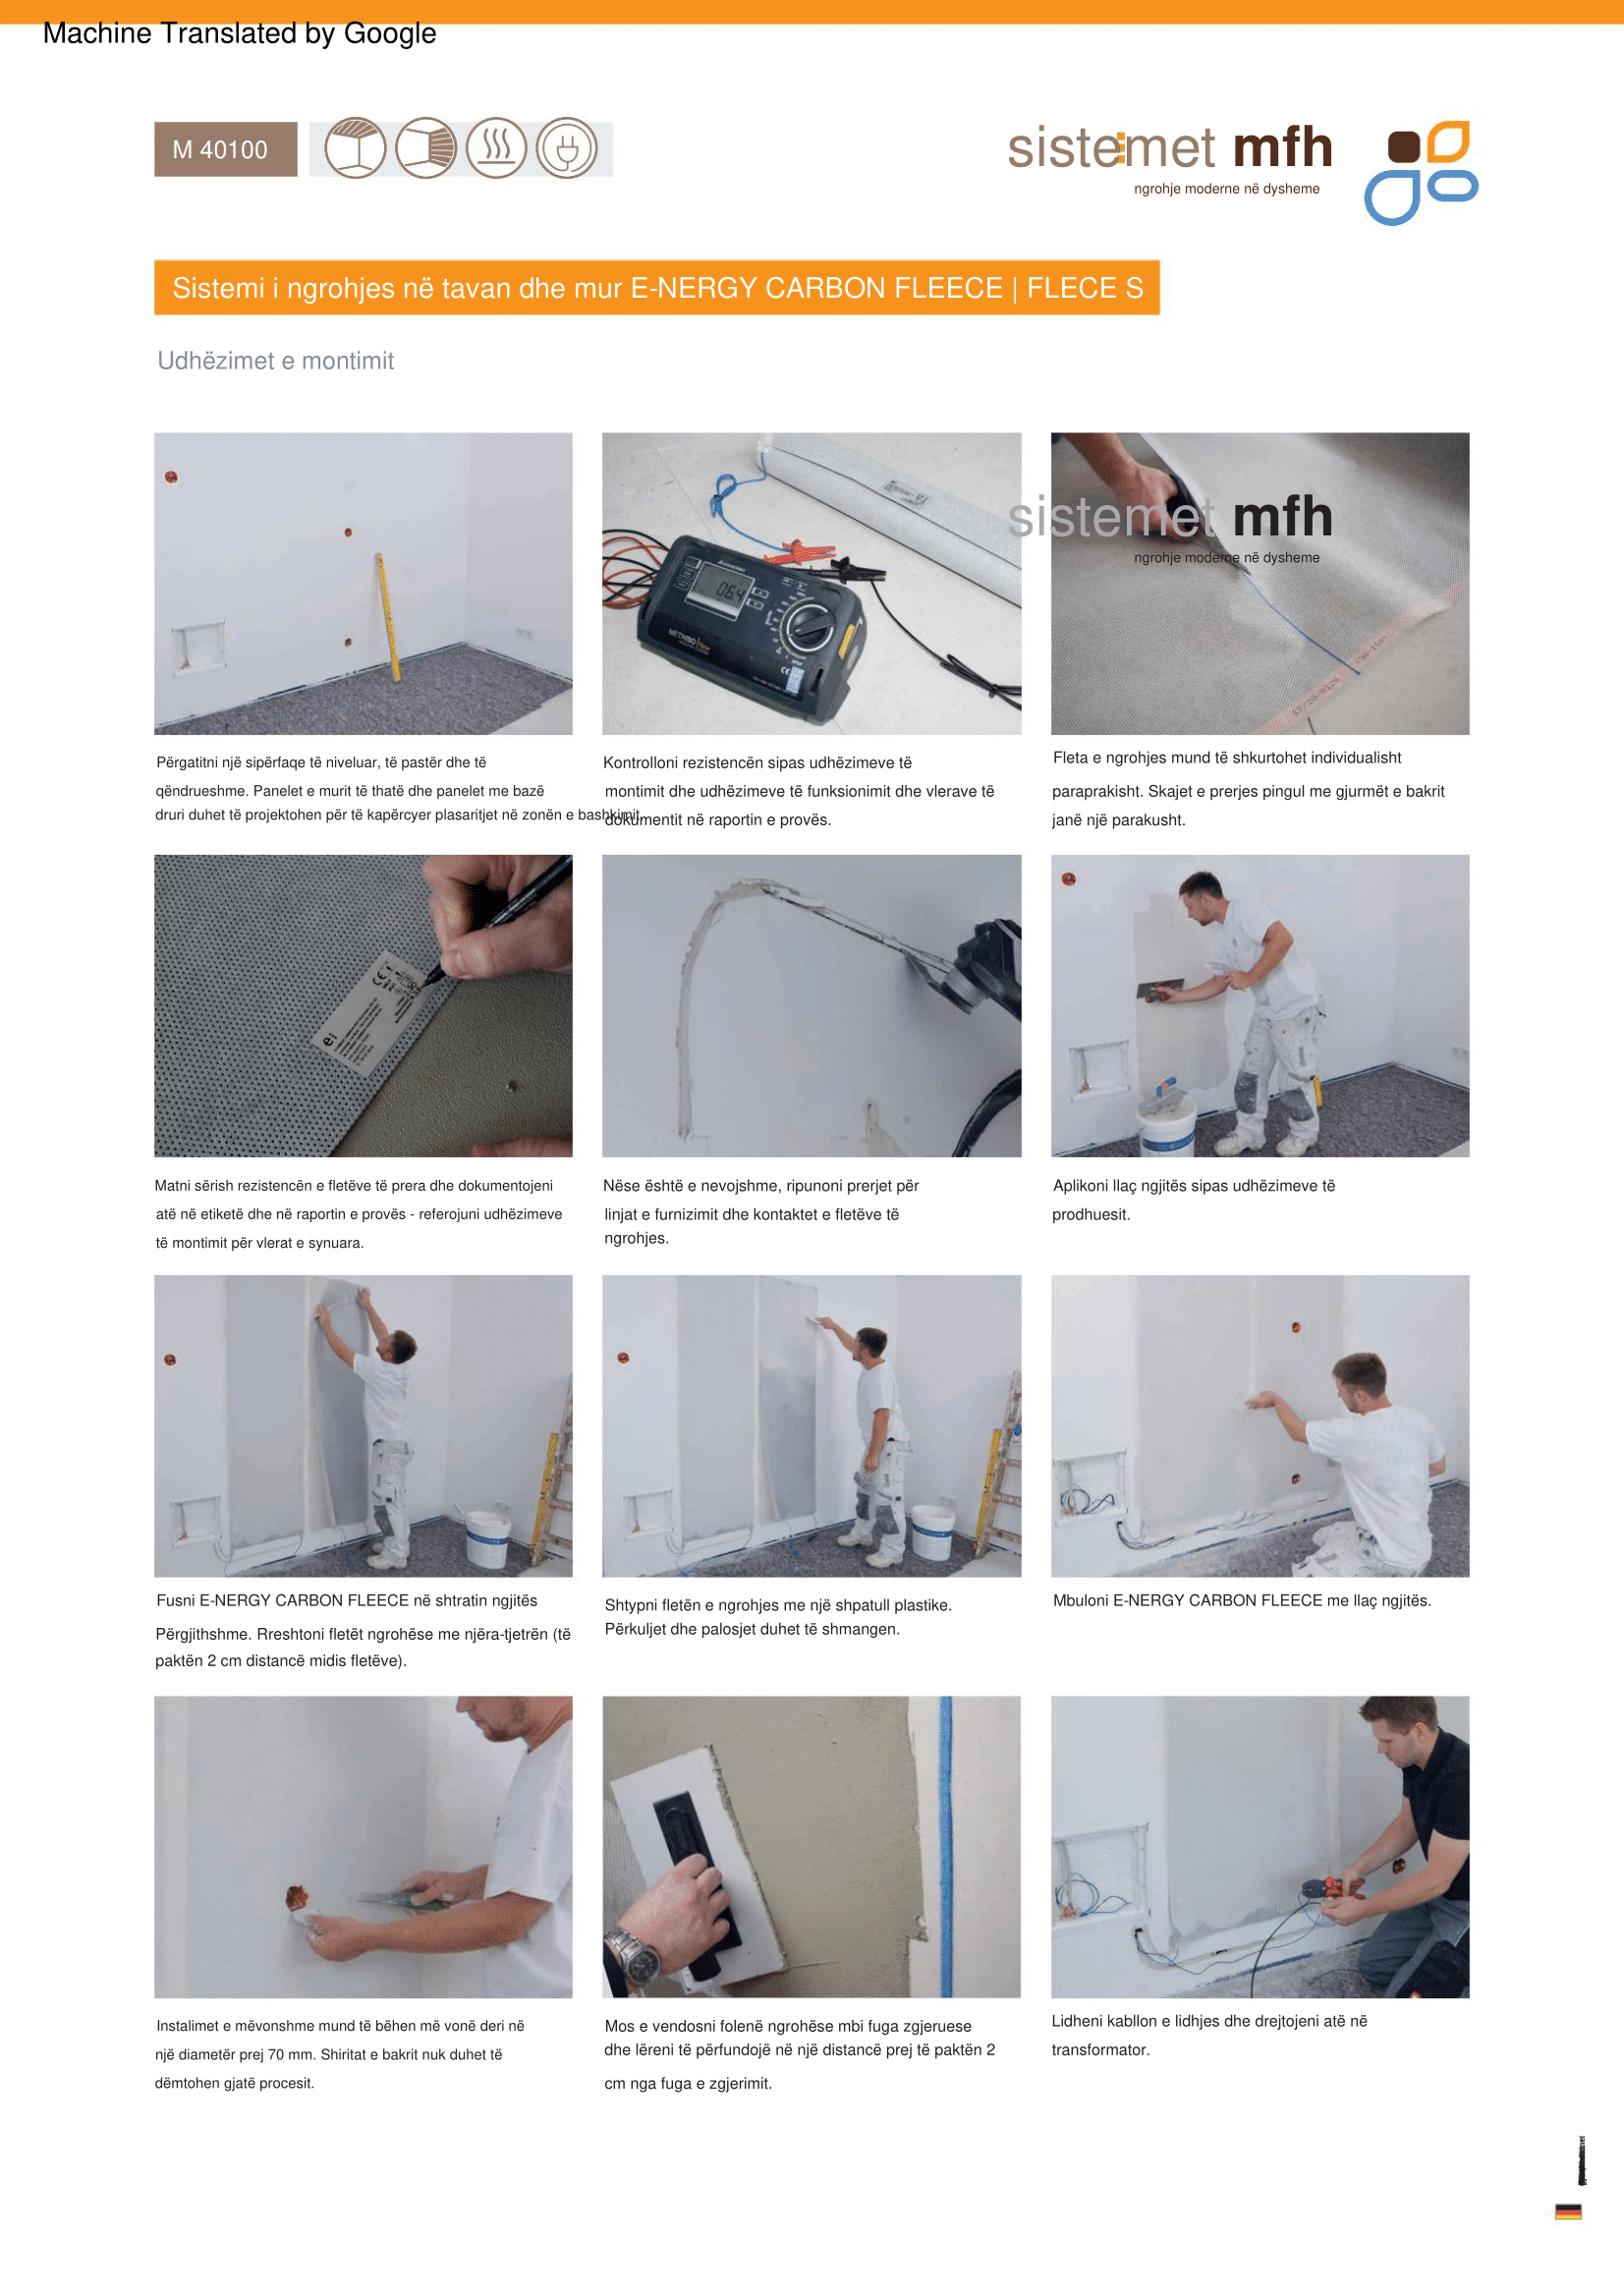 Machine Translated by Google
M 40100
sistemet mfh
ngrohje moderne në dysheme
Sistemi i ngrohjes në tavan dhe mur E-NERGY CARBON FLEECE | FLECE S
Udhëzimet e montimit
sistemet mfh
ngrohje moderne në dysheme
Përgatitni një sipërfaqe të niveluar, të pastër dhe të
qëndrueshme. Panelet e murit të thatë dhe panelet me bazë
druri duhet të projektohen për të kapërcyer plasaritjet në zonën e bashkimit.
Kontrolloni rezistencën sipas udhëzimeve të
montimit dhe udhëzimeve të funksionimit dhe vlerave të
dokumentit në raportin e provës.
Fleta e ngrohjes mund të shkurtohet individualisht
paraprakisht. Skajet e prerjes pingul me gjurmët e bakrit
janë një parakusht.
Matni sërish rezistencën e fletëve të prera dhe dokumentojeni
atë në etiketë dhe në raportin e provës - referojuni udhëzimeve
të montimit për vlerat e synuara.
Nëse është e nevojshme, ripunoni prerjet për
linjat e furnizimit dhe kontaktet e fletëve të
ngrohjes.
Aplikoni llaç ngjitës sipas udhëzimeve të
prodhuesit.
Fusni E-NERGY CARBON FLEECE në shtratin ngjitës
Përgjithshme. Rreshtoni fletët ngrohëse me njëra-tjetrën (të
paktën 2 cm distancë midis fletëve).
Shtypni fletën e ngrohjes me një shpatull plastike.
Përkuljet dhe palosjet duhet të shmangen.
Mbuloni E-NERGY CARBON FLEECE me llaç ngjitës.
Instalimet e mëvonshme mund të bëhen më vonë deri në
një diametër prej 70 mm. Shiritat e bakrit nuk duhet të
dëmtohen gjatë procesit.
Mos e vendosni folenë ngrohëse mbi fuga zgjeruese
dhe lëreni të përfundojë në një distancë prej të paktën 2
cm nga fuga e zgjerimit.
Lidheni kabllon e lidhjes dhe drejtojeni atë në
transformator.